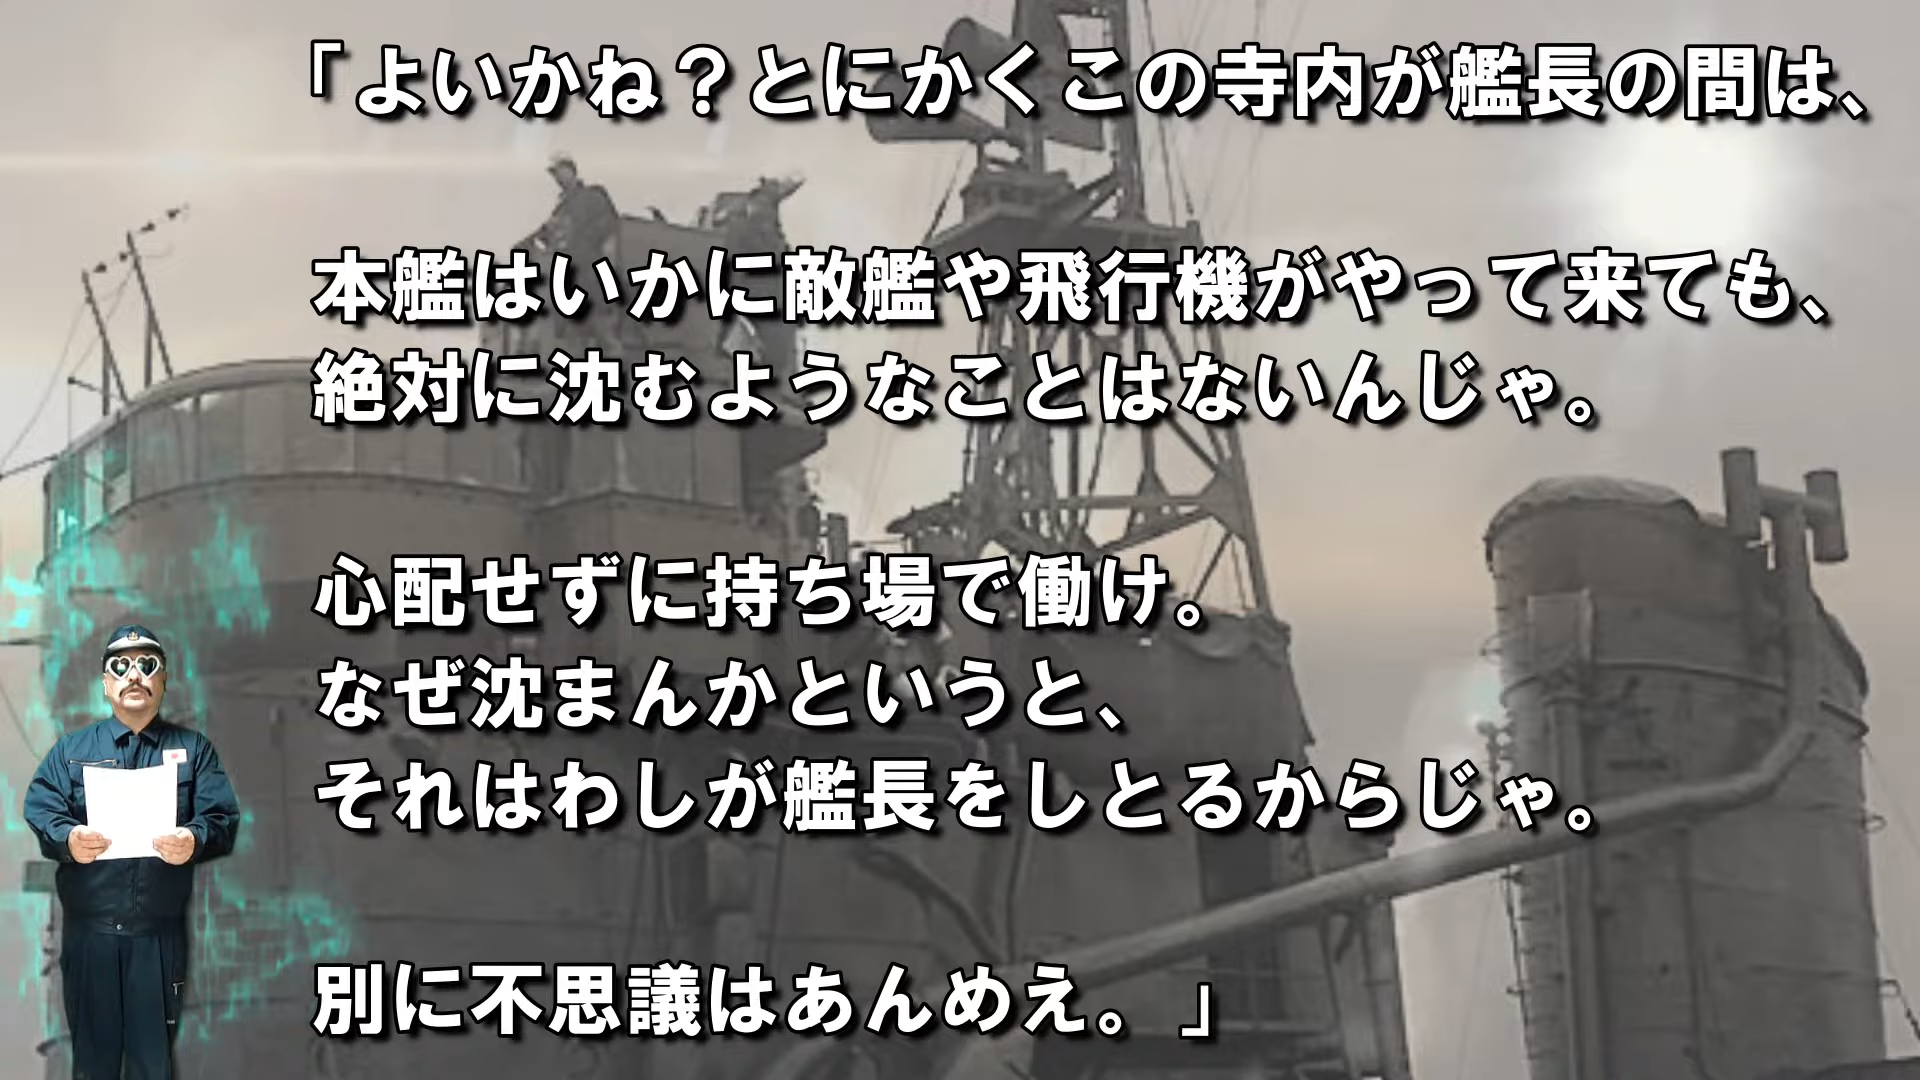 「よいかね？とにかくこの寺内が艦長の間は、
本艦はいかに敵艦や飛行機がやって来ても、
絶対に沈むようなことはないんじゃ。
心配せずに持ち場で働け。
なぜ沈まんかというと、
それはわしが艦長をしとるからじゃ。
別に不思議はあんめえ。」